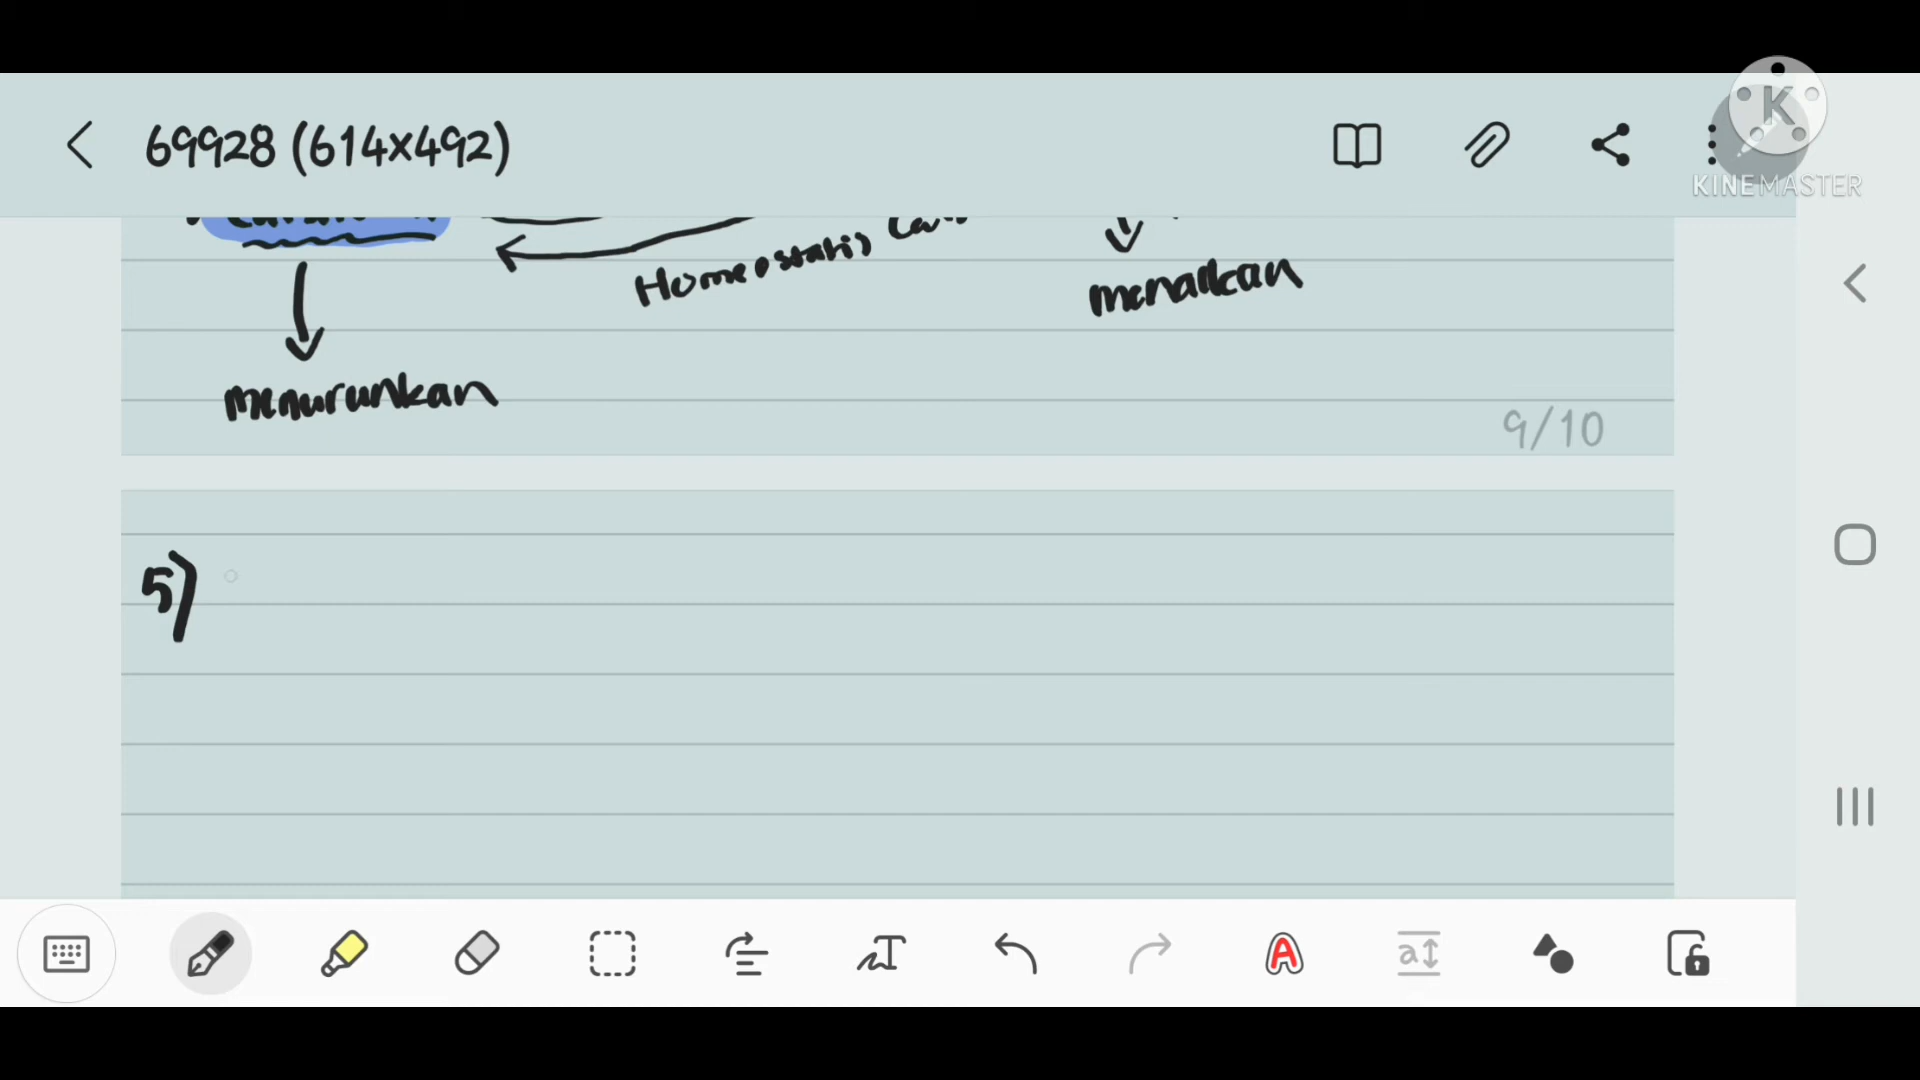 69928 (614x492)
KINEMASTER
Homeostatis
menaikan
menurunkan
9/10
5)